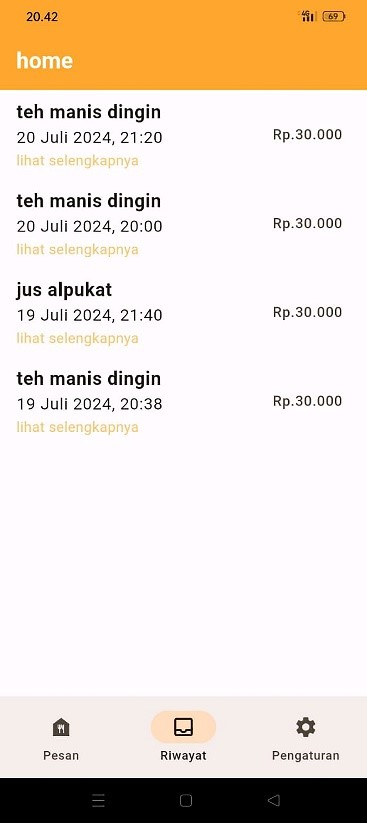 20.42
4G
69
home
teh manis dingin
20 Juli 2024, 21:20
Rp.30.000
lihat selengkapnya
teh manis dingin
20 Juli 2024, 20:00
Rp.30.000
lihat selengkapnya
jus alpukat
19 Juli 2024, 21:40
Rp.30.000
lihat selengkapnya
teh manis dingin
19 Juli 2024, 20:38
Rp.30.000
lihat selengkapnya
Pesan
Riwayat
Pengaturan